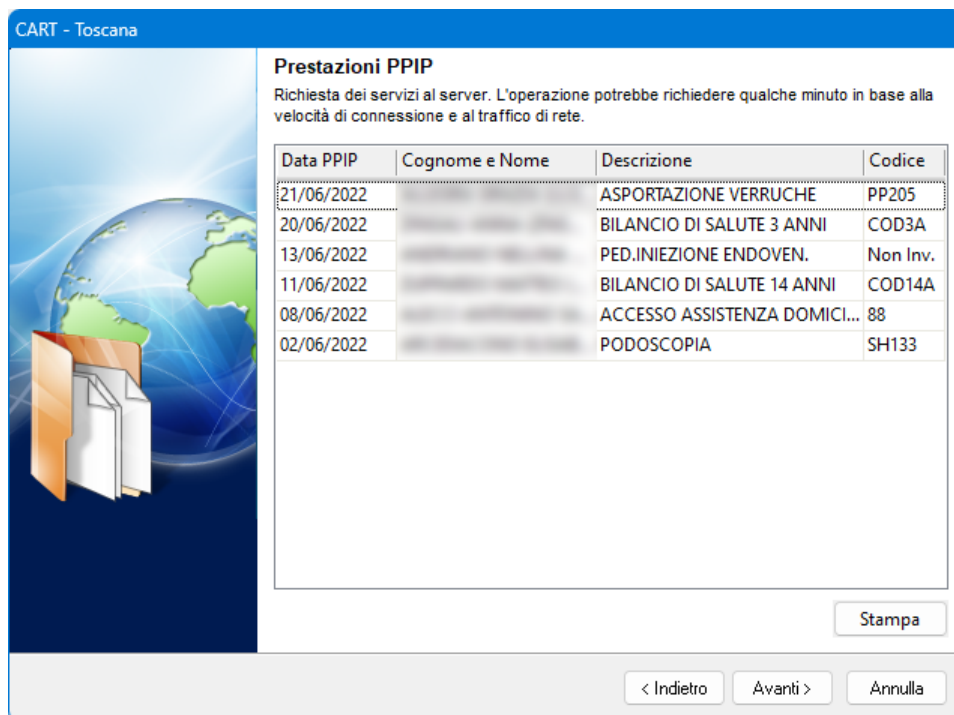 CART - Toscana
Prestazioni PPIP
Richiesta dei servizi al server. L'operazione potrebbe richiedere qualche minuto in base alla
velocità di connessione e al traffico di rete.
Data PPIP Cognome e Nome Descrizione Codice
21/06/2022 ASPORTAZIONE VERRUCHE PP205
20/06/2022 BILANCIO DI SALUTE 3 ANNI COD3A
13/06/2022 PED.INIEZIONE ENDOVEN. Non Inv.
11/06/2022 BILANCIO DI SALUTE 14 ANNI COD14A
08/06/2022 ACCESSO ASSISTENZA DOMICI... 88
02/06/2022 PODOSCOPIA SH133
Stampa
< Indietro Avanti > Annulla